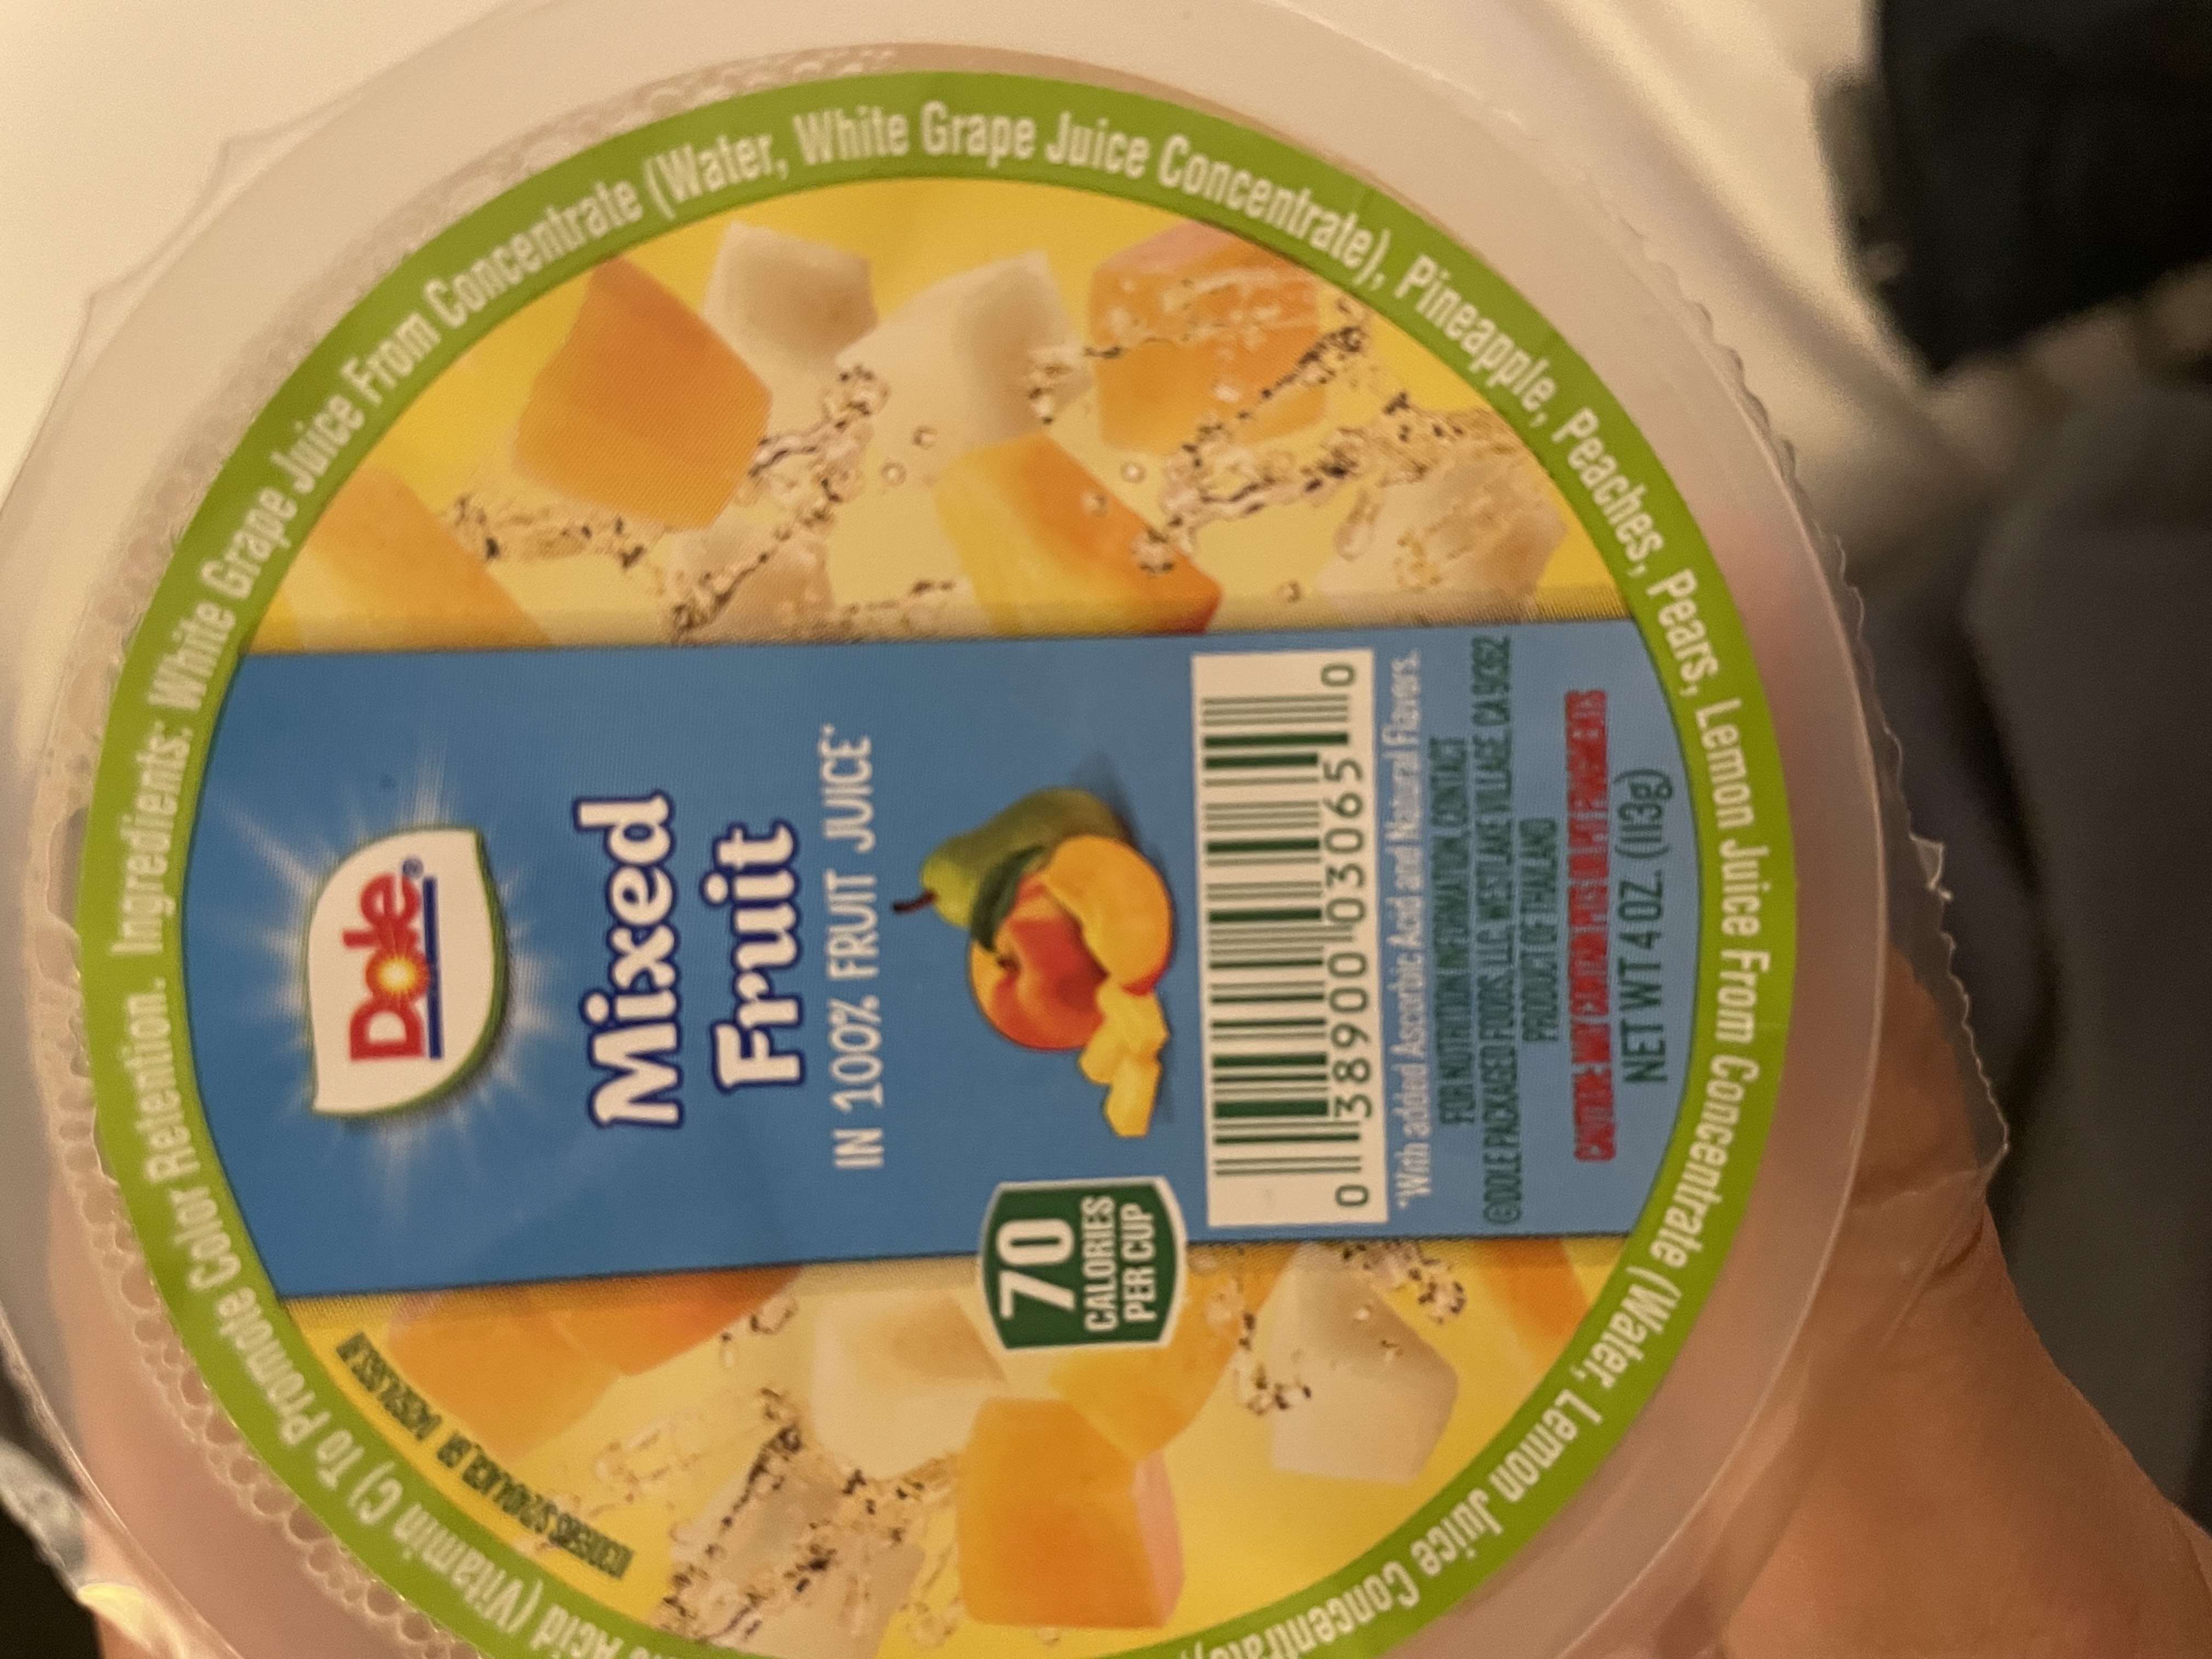 Dole®
Mixed
Fruit
IN 100% FRUIT JUICE*
70
CALORIES
PER CUP
0 38900 03065 0
*With added Ascorbic Acid and Natural Flavors.
FOR NUTRITION INFORMATION, CONTACT
©DOLE PACKAGED FOODS, LLC, WESTLAKE VILLAGE, CA 91362
PRODUCT OF THAILAND
CAUTION: MAY CONTAIN PITS OR PIT FRAGMENTS
NET WT 4 OZ. (113g)
Ingredients: White Grape Juice From Concentrate (Water, White Grape Juice Concentrate), Pineapple, Peaches, Pears, Lemon Juice From Concentrate (Water, Lemon Juice Concentrate),
Acid (Vitamin C) To Promote Color Retention.